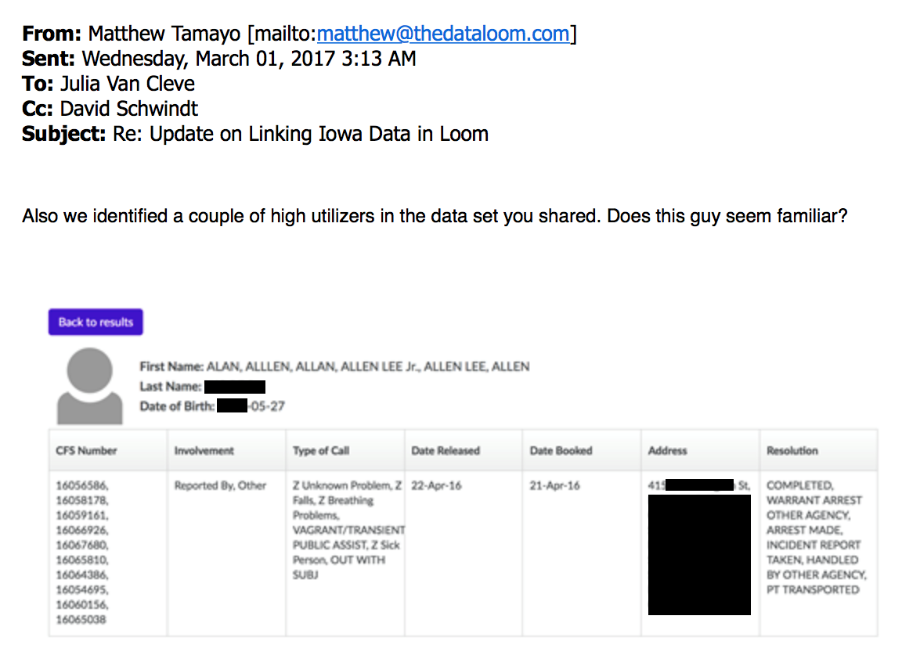 From: Matthew Tamayo [mailto:matthew@thedataloom.com]
Sent: Wednesday, March 01, 2017 3:13 AM
To: Julia Van Cleve
Cc: David Schwindt
Subject: Re: Update on Linking Iowa Data in Loom
Also we identified a couple of high utilizers in the data set you shared. Does this guy seem familiar?
Back to results
First Name: ALAN, ALLLEN, ALLAN, ALLEN LEE Jr., ALLEN LEE, ALLEN
Last Name:
Date of Birth: -05-27
CFS Number Involvement Type of Call Date Released Date Booked Address Resolution
16056586,
16058178,
16059161,
16066926,
16067680,
16065810,
16064386,
16054695,
16060156,
16065038
Reported By, Other
Z Unknown Problem, Z
Falls, Z Breathing
Problems,
VAGRANT/TRANSIENT
PUBLIC ASSIST, Z Sick
Person, OUT WITH
SUBJ
22-Apr-16
21-Apr-16
415 St,
COMPLETED,
WARRANT ARREST
OTHER AGENCY,
ARREST MADE,
INCIDENT REPORT
TAKEN, HANDLED
BY OTHER AGENCY,
PT TRANSPORTED